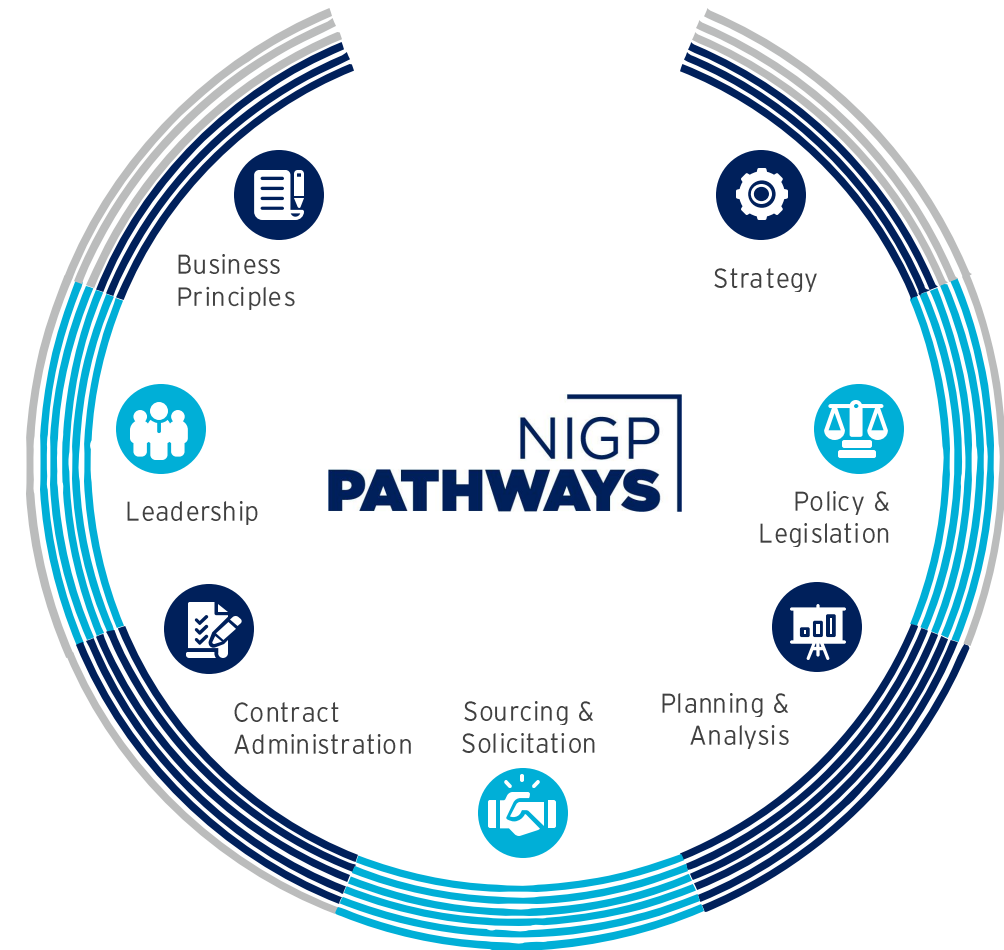 Business
Principles
Strategy
Leadership
NIGP
PATHWAYS
Policy &
Legislation
Contract
Administration
Sourcing &
Solicitation
Planning &
Analysis